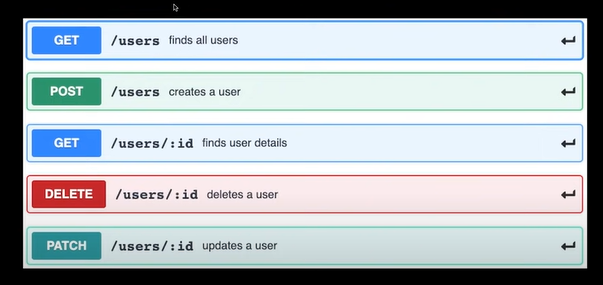 GET /users finds all users
POST /users creates a user
GET /users/:id finds user details
DELETE /users/:id deletes a user
PATCH /users/:id updates a user